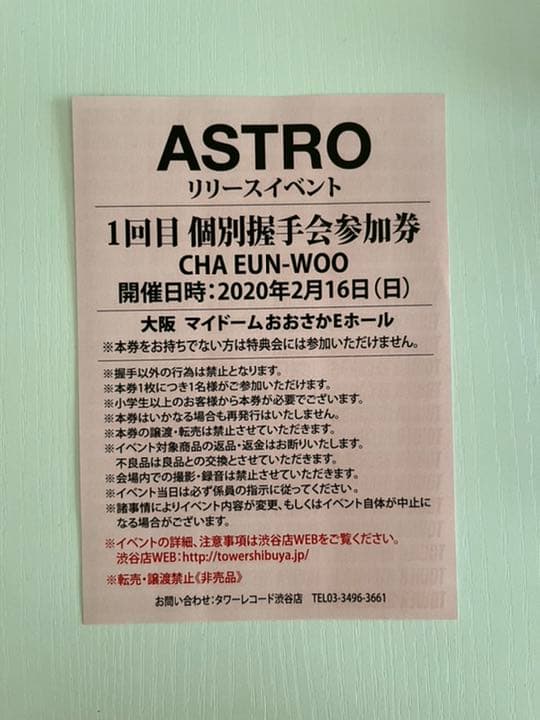 ASTRO
リリースイベント
1回目 個別握手会参加券
CHA EUN-WOO
開催日時：2020年2月16日（日）
大阪 マイドームおおさかEホール
※本券をお持ちでない方は特典会には参加いただけません。
※握手以外の行為は禁止となります。
※本券1枚につき1名様がご参加いただけます。
※小学生以上のお客様から本券が必要でございます。
※本券はいかなる場合も再発行はいたしません。
※本券の譲渡・転売は禁止させていただきます。
※イベント対象商品の返品・返金はお断りいたします。
不良品は良品との交換とさせていただきます。
※会場内での撮影・録音は禁止させていただきます。
※イベント当日は必ず係員の指示に従ってください。
※諸事情によりイベント内容が変更、もしくはイベント自体が中止に
なる場合がございます。
※イベントの詳細、注意事項は渋谷店WEBをご覧ください。
渋谷店WEB：http://towershibuya.jp/
※転売・譲渡禁止《非売品》
お問い合わせ：タワーレコード渋谷店 TEL03-3496-3661